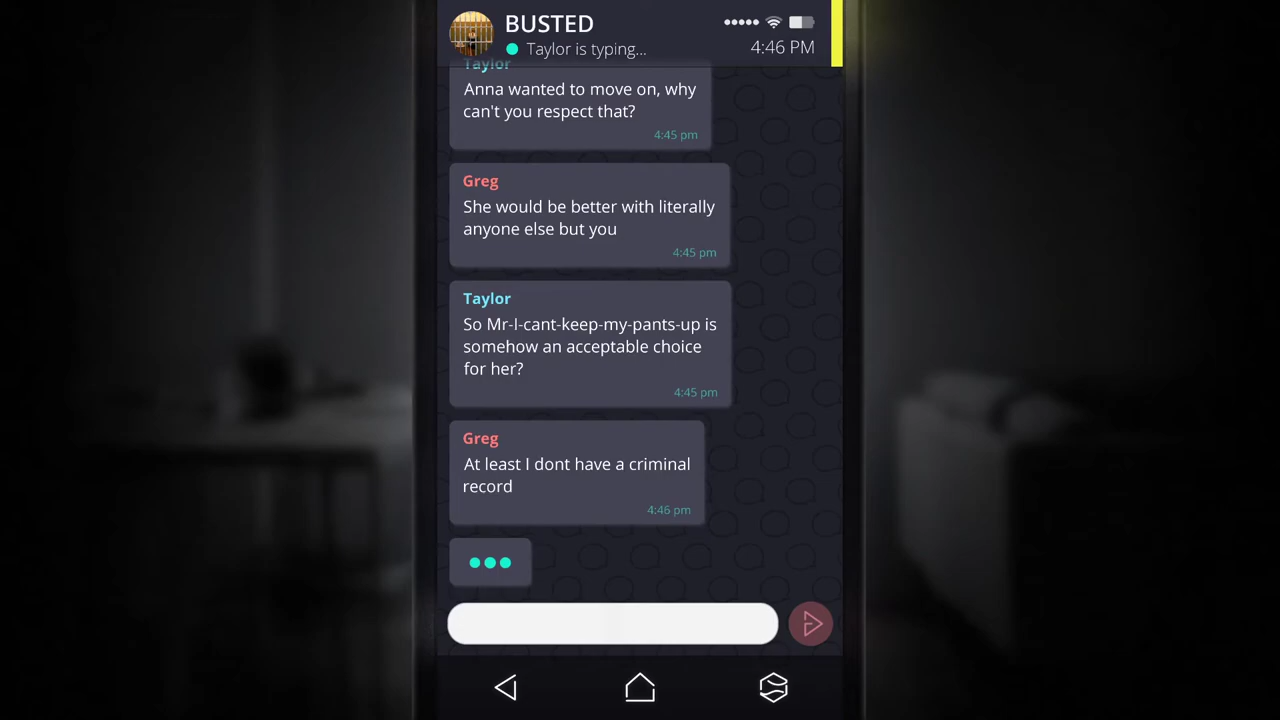 BUSTED
Taylor is typing...
4:46 PM
Taylor
Anna wanted to move on, why
can't you respect that?
4:45 pm
Greg
She would be better with literally
anyone else but you
4:45 pm
Taylor
So Mr-I-cant-keep-my-pants-up is
somehow an acceptable choice
for her?
4:45 pm
Greg
At least I dont have a criminal
record
4:46 pm